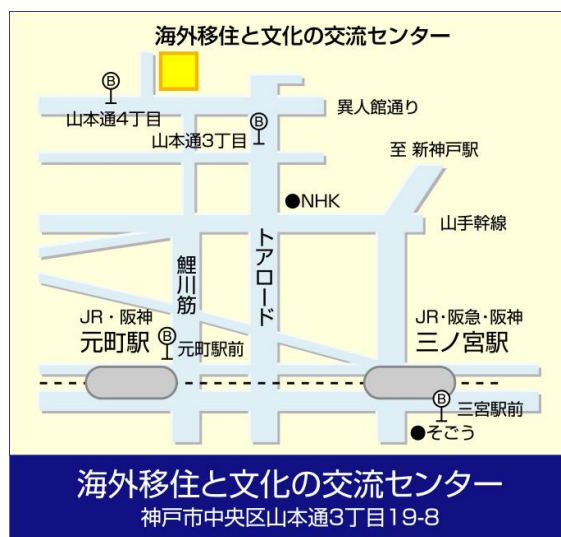 海外移住と文化の交流センター
Ⓑ
山本通4丁目
Ⓑ
山本通3丁目
異人館通り
至 新神戸駅
●NHK
山手幹線
鯉川筋
トアロード
JR・阪神
元町駅
Ⓑ
元町駅前
JR・阪急・阪神
三ノ宮駅
Ⓑ
三宮駅前
●そごう
海外移住と文化の交流センター
神戸市中央区山本通3丁目19-8